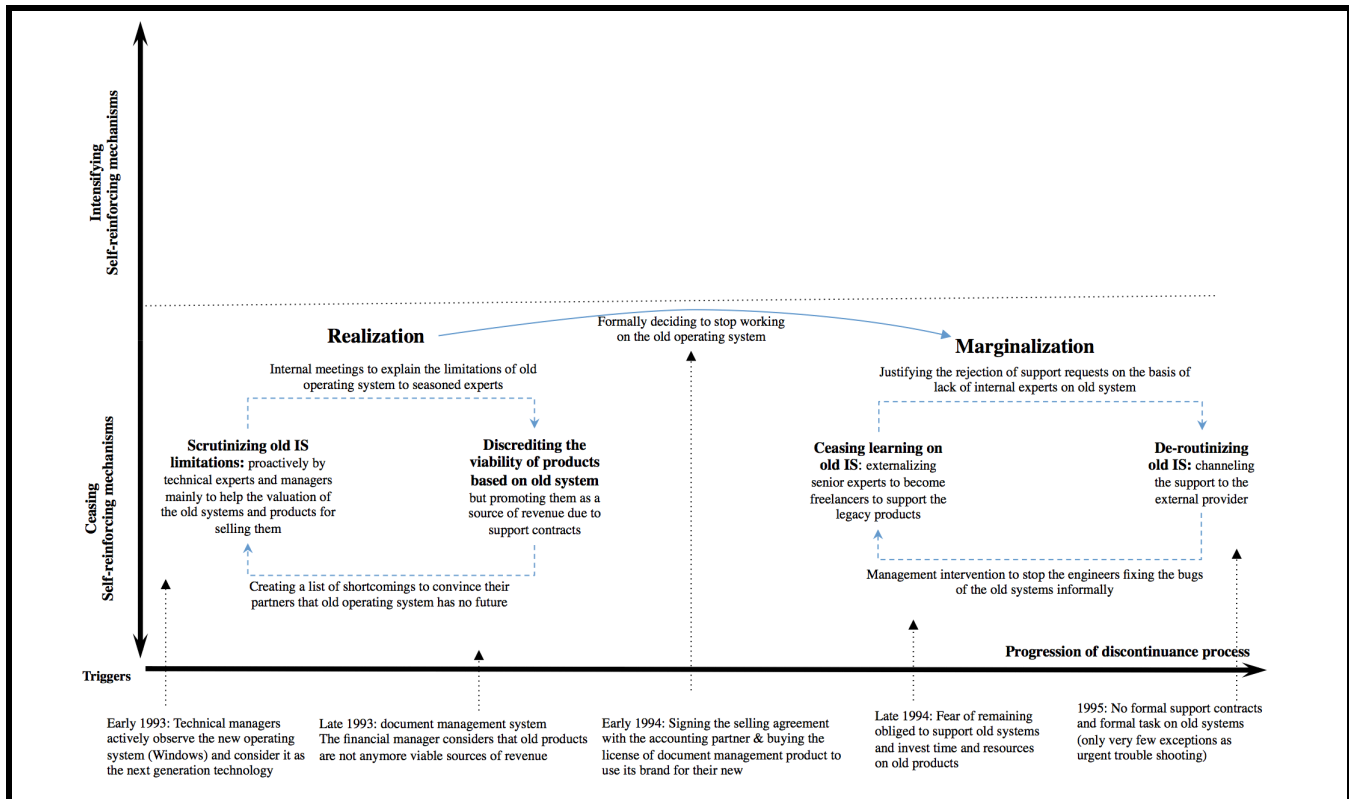 Intensifying
Self-reinforcing mechanisms
Realization
Formally deciding to stop working
on the old operating system
Marginalization
Internal meetings to explain the limitations of old
operating system to seasoned experts
Justifying the rejection of support requests on the basis of
lack of internal experts on old system
Ceasing
Self-reinforcing mechanisms
Scrutinizing old IS
limitations: proactively by
technical experts and managers
mainly to help the valuation of
the old systems and products for
selling them
Discrediting the
viability of products
based on old system
but promoting them as a
source of revenue due to
support contracts
Ceasing learning on
old IS: externalizing
senior experts to become
freelancers to support the
legacy products
De-routinizing
old IS: channeling
the support to the
external provider
Creating a list of shortcomings to convince their
partners that old operating system has no future
Management intervention to stop the engineers fixing the bugs
of the old systems informally
Progression of discontinuance process
Triggers
Early 1993: Technical managers
actively observe the new operating
system (Windows) and consider it as
the next generation technology
Late 1993: document management system
The financial manager considers that old products
are not anymore viable sources of revenue
Early 1994: Signing the selling agreement
with the accounting partner & buying the
license of document management product to
use its brand for their new
Late 1994: Fear of remaining
obliged to support old systems
and invest time and resources
on old products
1995: No formal support contracts
and formal task on old systems
(only very few exceptions as
urgent trouble shooting)